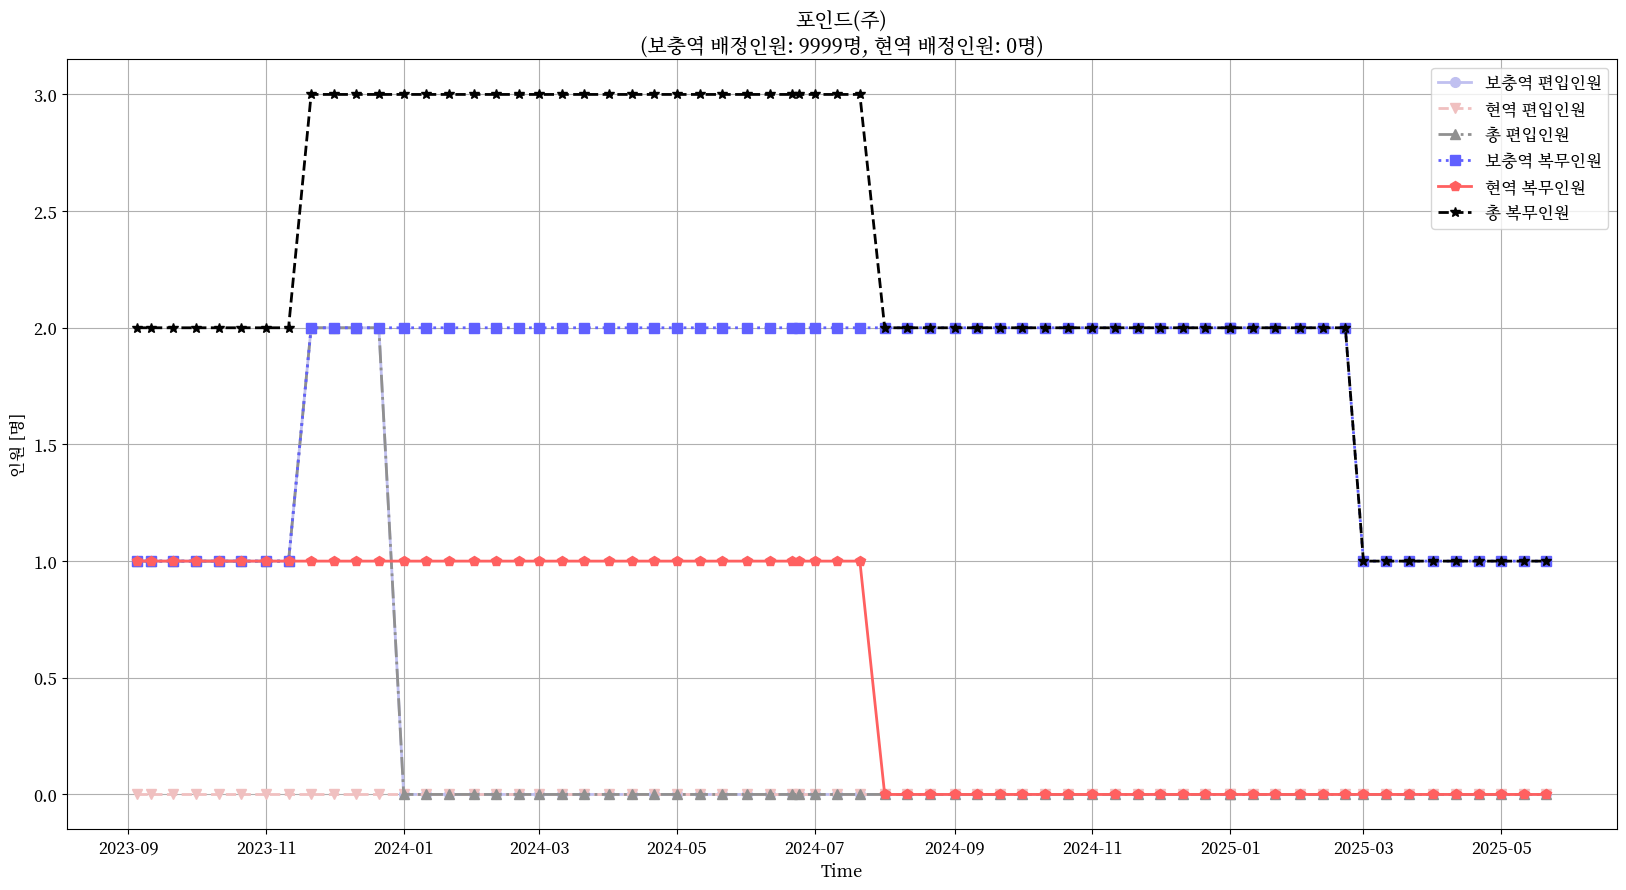 포인드(주)
(보충역 배정인원: 9999명, 현역 배정인원: 0명)
보충역 편입인원
현역 편입인원
총 편입인원
보충역 복무인원
현역 복무인원
총 복무인원
인원 [명]
3.0
2.5
2.0
1.5
1.0
0.5
0.0
2023-09 2023-11 2024-01 2024-03 2024-05 2024-07 2024-09 2024-11 2025-01 2025-03 2025-05
Time